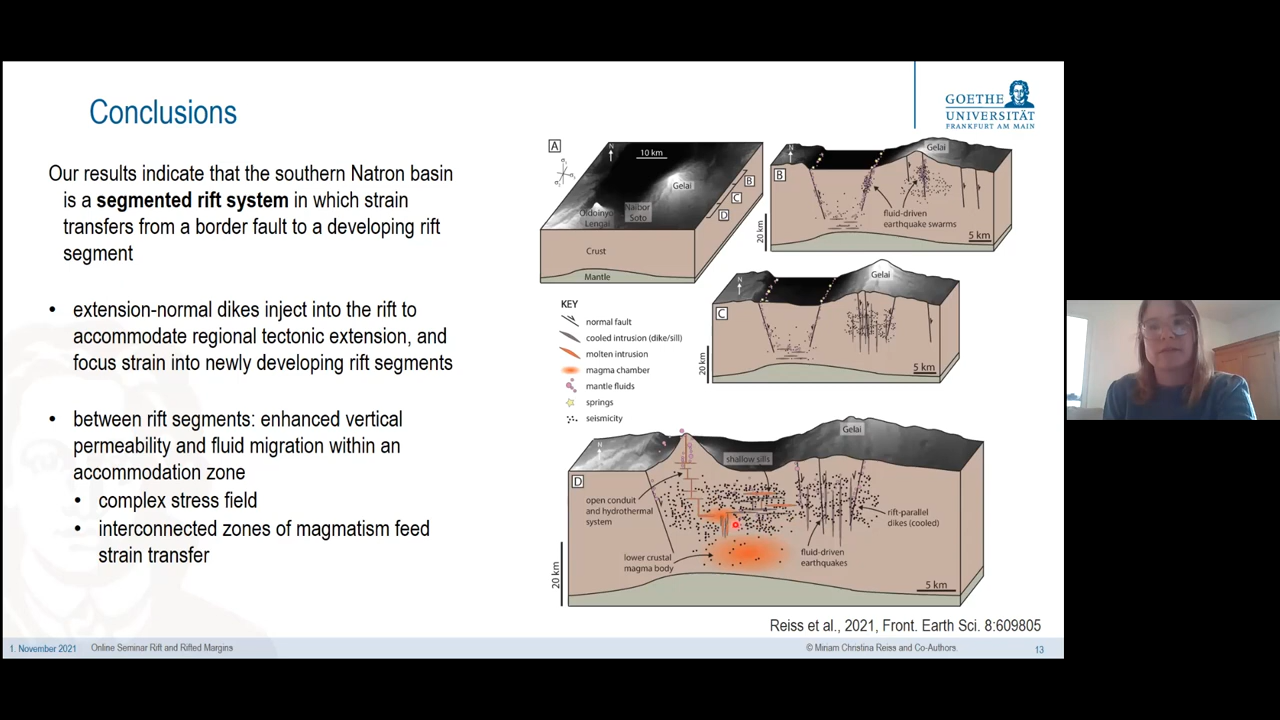 Conclusions
GOETHE
UNIVERSITÄT
FRANKFURT AM MAIN
Our results indicate that the southern Natron basin
is a segmented rift system in which strain
transfers from a border fault to a developing rift
segment
• extension-normal dikes inject into the rift to
accommodate regional tectonic extension, and
focus strain into newly developing rift segments
• between rift segments: enhanced vertical
permeability and fluid migration within an
accommodation zone
• complex stress field
• interconnected zones of magmatism feed
strain transfer
A
N
10 km
Gelai
Oldoinyo
Lengai
Naibor
Soto
B
C
D
Crust
Mantle
B
N
Gelai
fluid-driven
earthquake swarms
20 km
5 km
C
N
Gelai
20 km
5 km
KEY
normal fault
cooled intrusion (dike/sill)
molten intrusion
magma chamber
mantle fluids
springs
seismicity
D
N
Gelai
shallow sills
open conduit
and hydrothermal
system
rift-parallel
dikes (cooled)
lower crustal
magma body
fluid-driven
earthquakes
20 km
5 km
Reiss et al., 2021, Front. Earth Sci. 8:609805
1. November 2021
Online Seminar Rift and Rifted Margins
© Miriam Christina Reiss and Co-Authors.
13